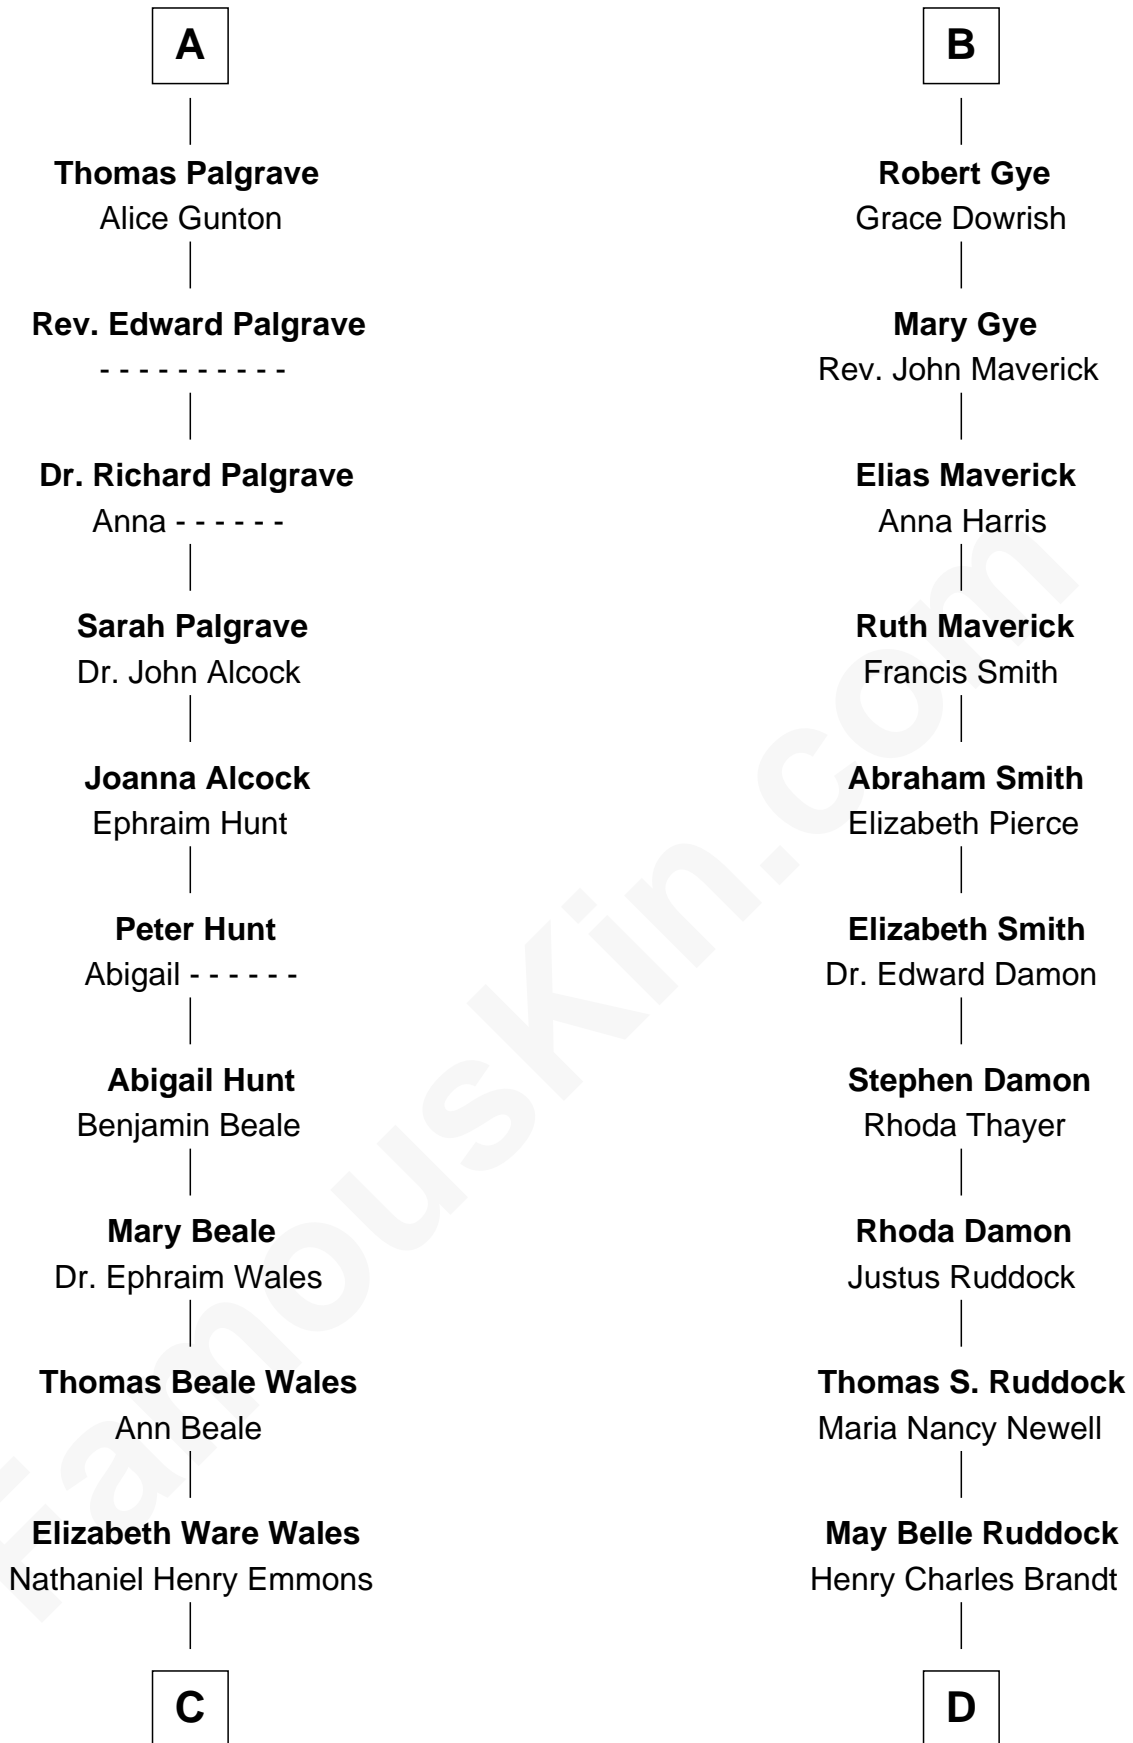 A
Thomas Palgrave
Alice Gunton
Rev. Edward Palgrave
- - - - - - - - - -
Dr. Richard Palgrave
Anna - - - - - -
Sarah Palgrave
Dr. John Alcock
Joanna Alcock
Ephraim Hunt
Peter Hunt
Abigail - - - - - -
Abigail Hunt
Benjamin Beale
Mary Beale
Dr. Ephraim Wales
Thomas Beale Wales
Ann Beale
Elizabeth Ware Wales
Nathaniel Henry Emmons
C
B
Robert Gye
Grace Dowrish
Mary Gye
Rev. John Maverick
Elias Maverick
Anna Harris
Ruth Maverick
Francis Smith
Abraham Smith
Elizabeth Pierce
Elizabeth Smith
Dr. Edward Damon
Stephen Damon
Rhoda Thayer
Rhoda Damon
Justus Ruddock
Thomas S. Ruddock
Maria Nancy Newell
May Belle Ruddock
Henry Charles Brandt
D
FamousKin.com